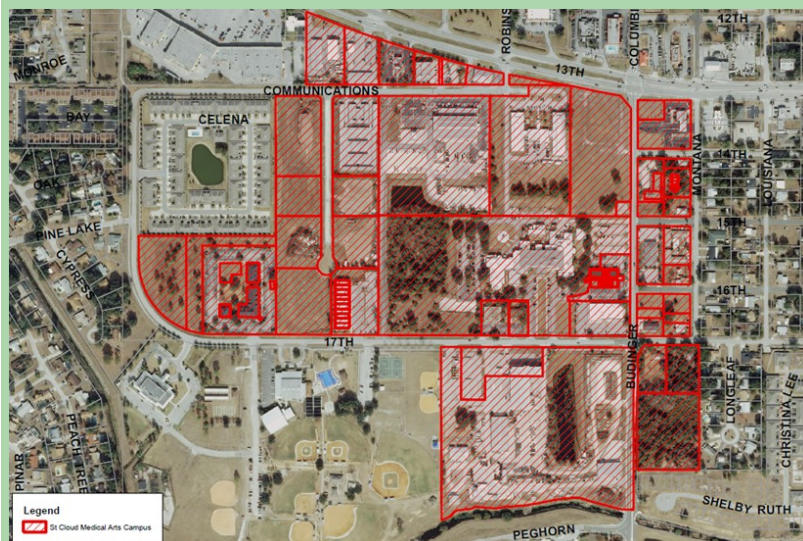 12TH
ROBINS
COLUMBI
13TH
MONROE
COMMUNICATIONS
BAY
CELENA
14TH
MONTANA
LOUISIANA
OAK
15TH
PINE LAKE
CYPRESS
16TH
17TH
BUDINGER
LONGLEAF
CHRISTINA LEE
PEACH TREE
PINAR
SHELBY RUTH
PEGHORN
Legend
St Cloud Medical Arts Campus